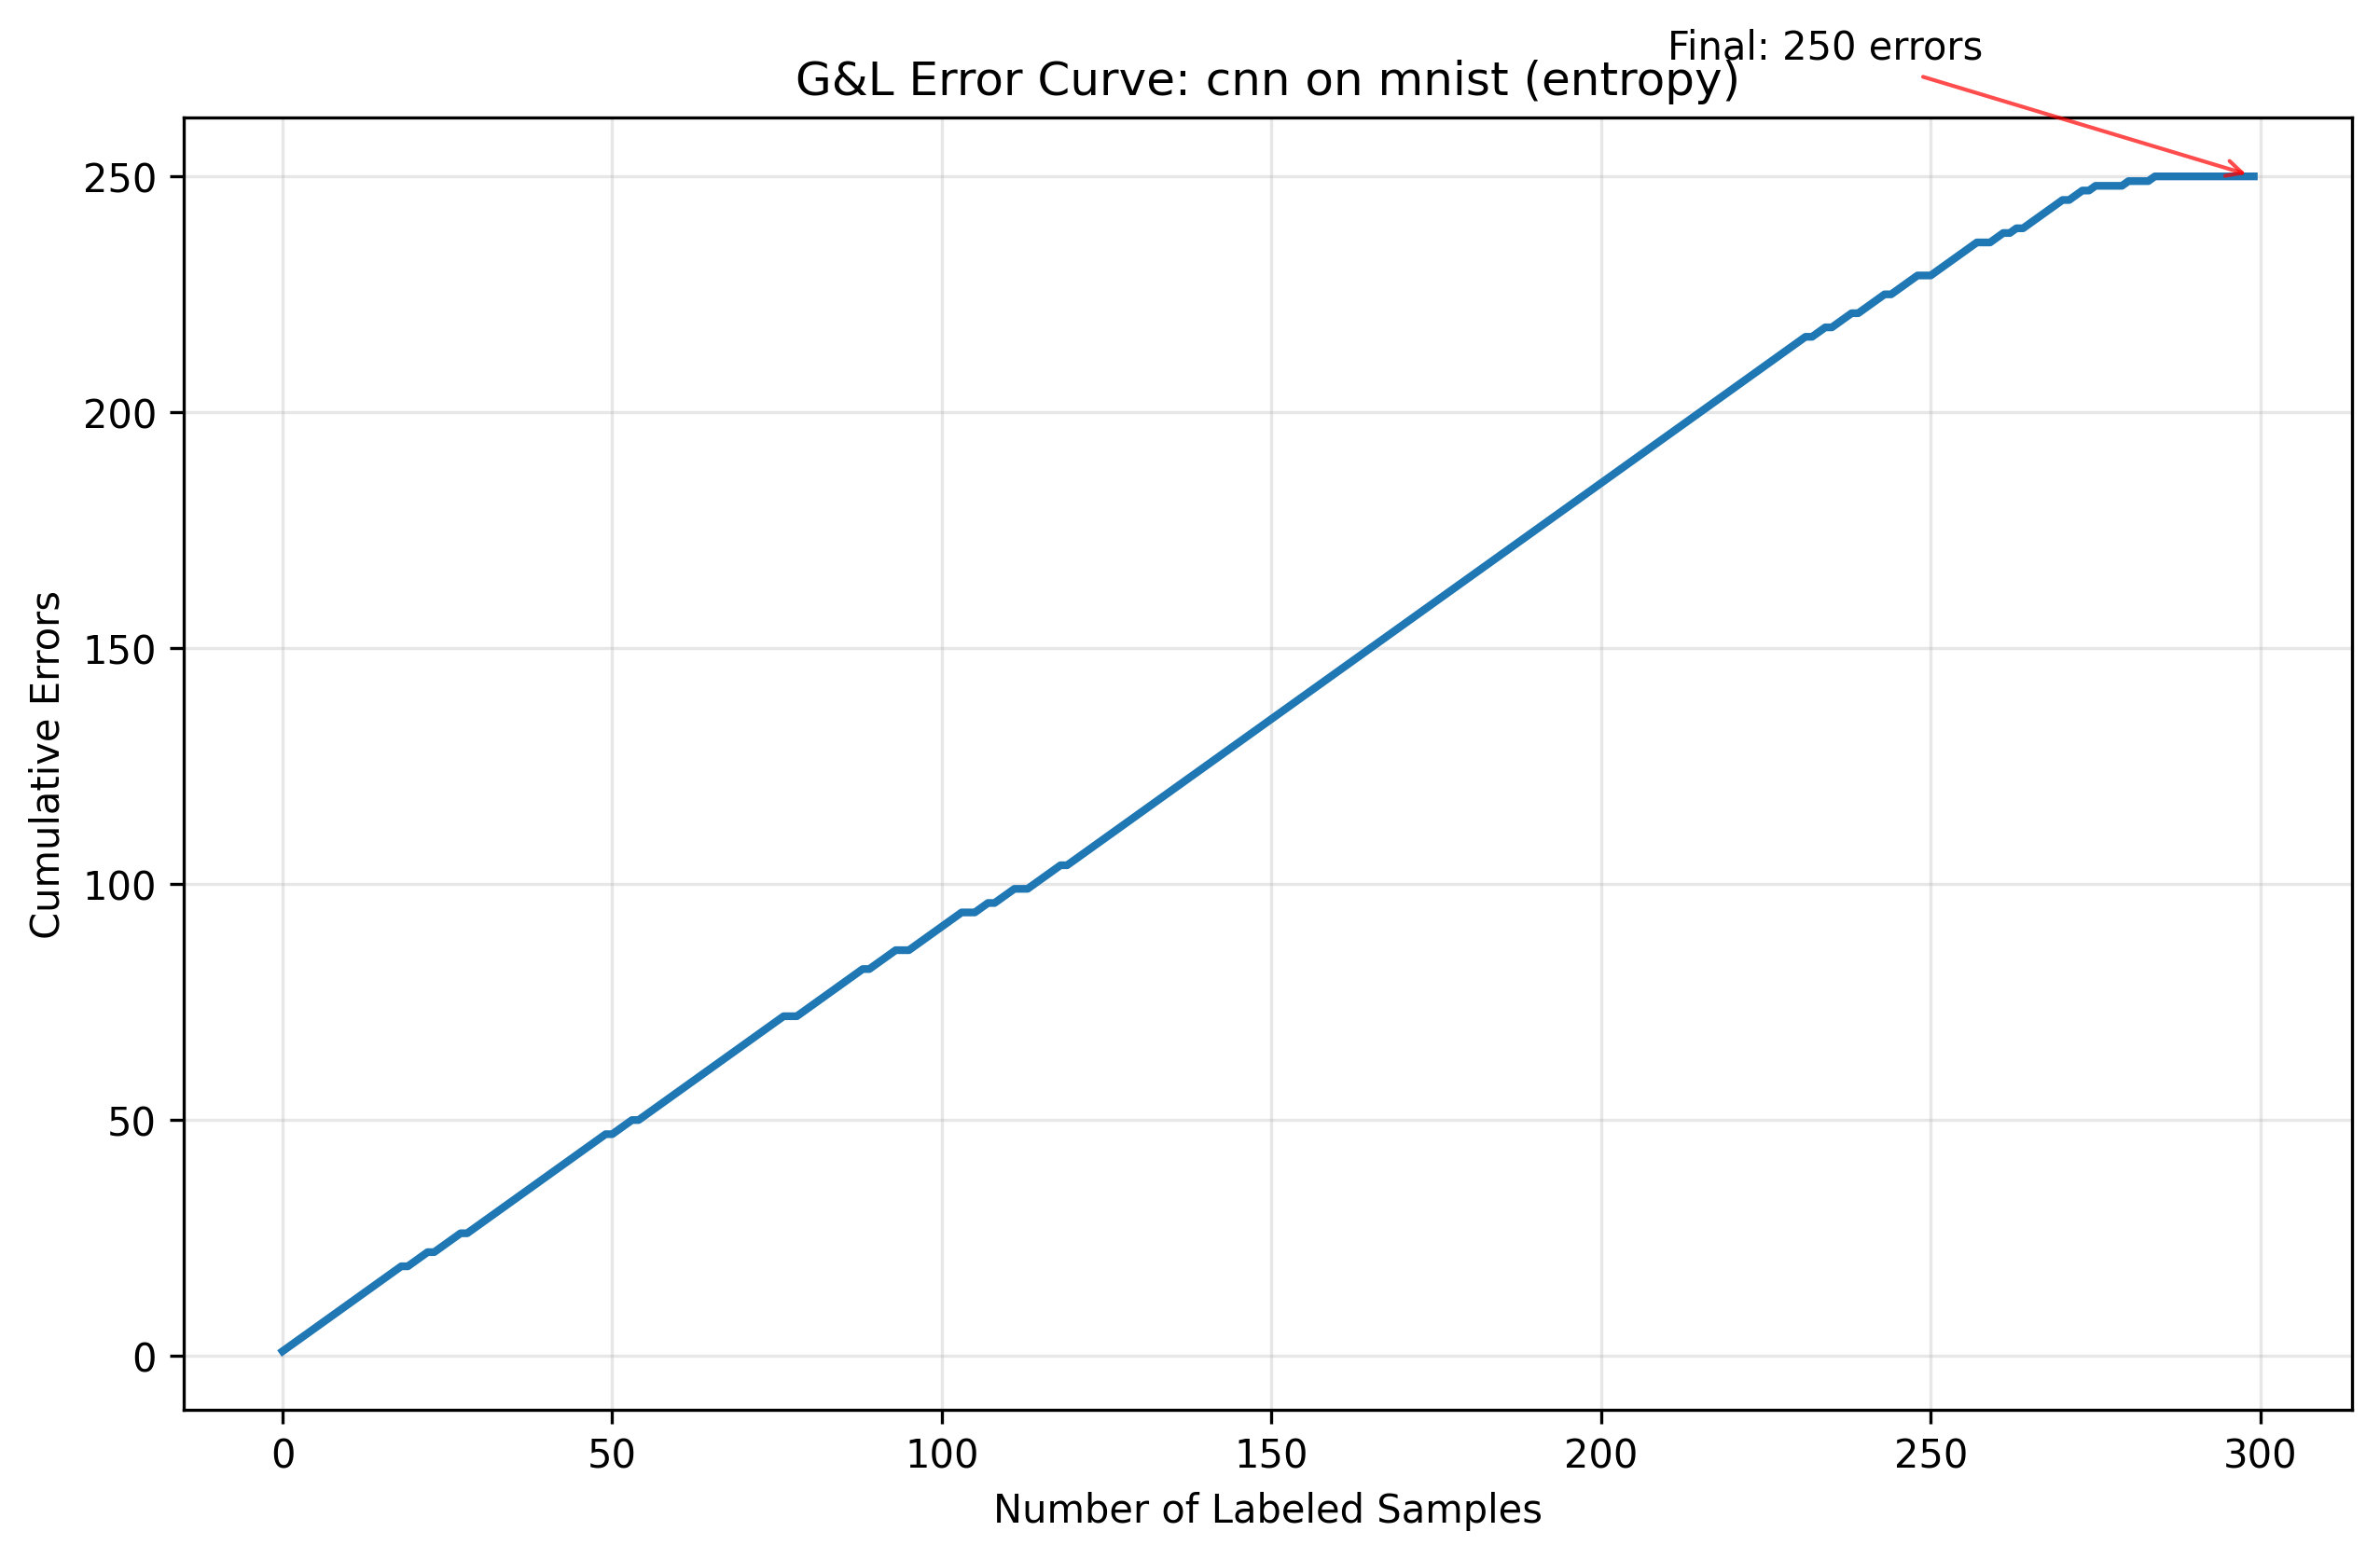 Final: 250 errors
G&L Error Curve: cnn on mnist (entropy)
250
200
150
100
50
0
Cumulative Errors
0 50 100 150 200 250 300
Number of Labeled Samples